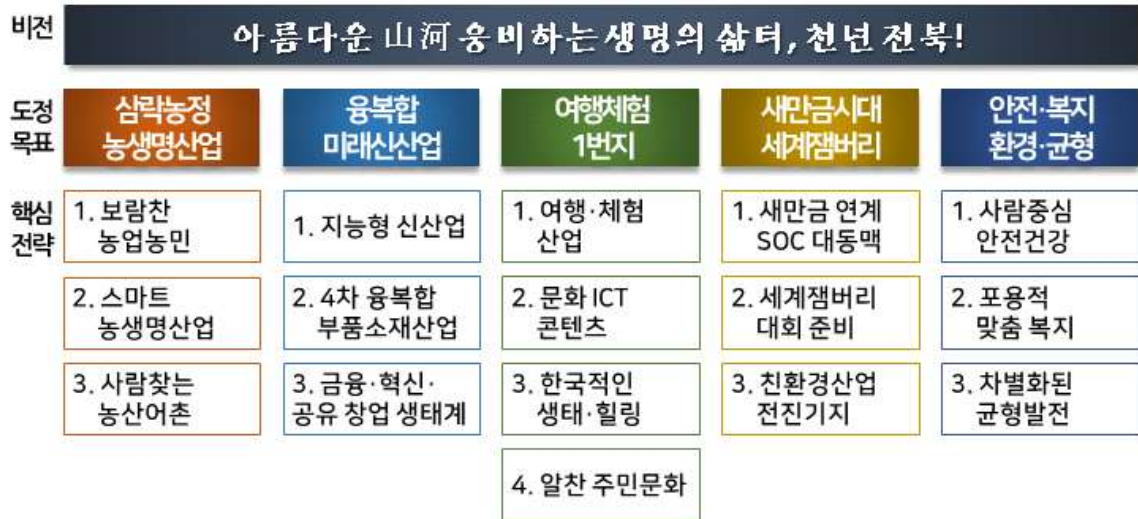 비전
아름다운 山河 웅비하는생명의 삶터, 천년 전북!
도정
목표
삼락농정
농생명산업
융복합
미래신산업
여행체험
1번지
새만금시대
세계잼버리
안전·복지
환경·균형
핵심
전략
1. 보람찬
농업농민
1. 지능형 신산업
1. 여행·체험
산업
1. 새만금 연계
SOC 대동맥
1. 사람중심
안전건강
2. 스마트
농생명산업
2. 4차 융복합
부품소재산업
2. 문화 ICT
콘텐츠
2. 세계잼버리
대회 준비
2. 포용적
맞춤 복지
3. 사람찾는
농산어촌
3. 금융·혁신·
공유 창업 생태계
3. 한국적인
생태·힐링
3. 친환경산업
전진기지
3. 차별화된
균형발전
4. 알찬 주민문화